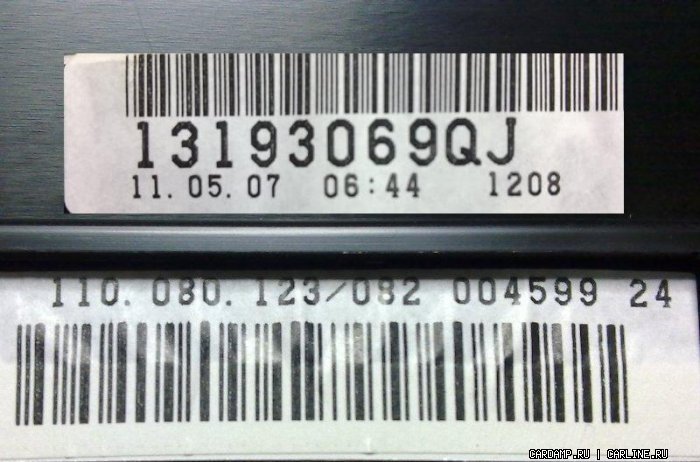 13193069QJ
11.05.07 06:44 1208
110.080.123/082 004599 24
CARDAMP.RU | CARLINE.RU